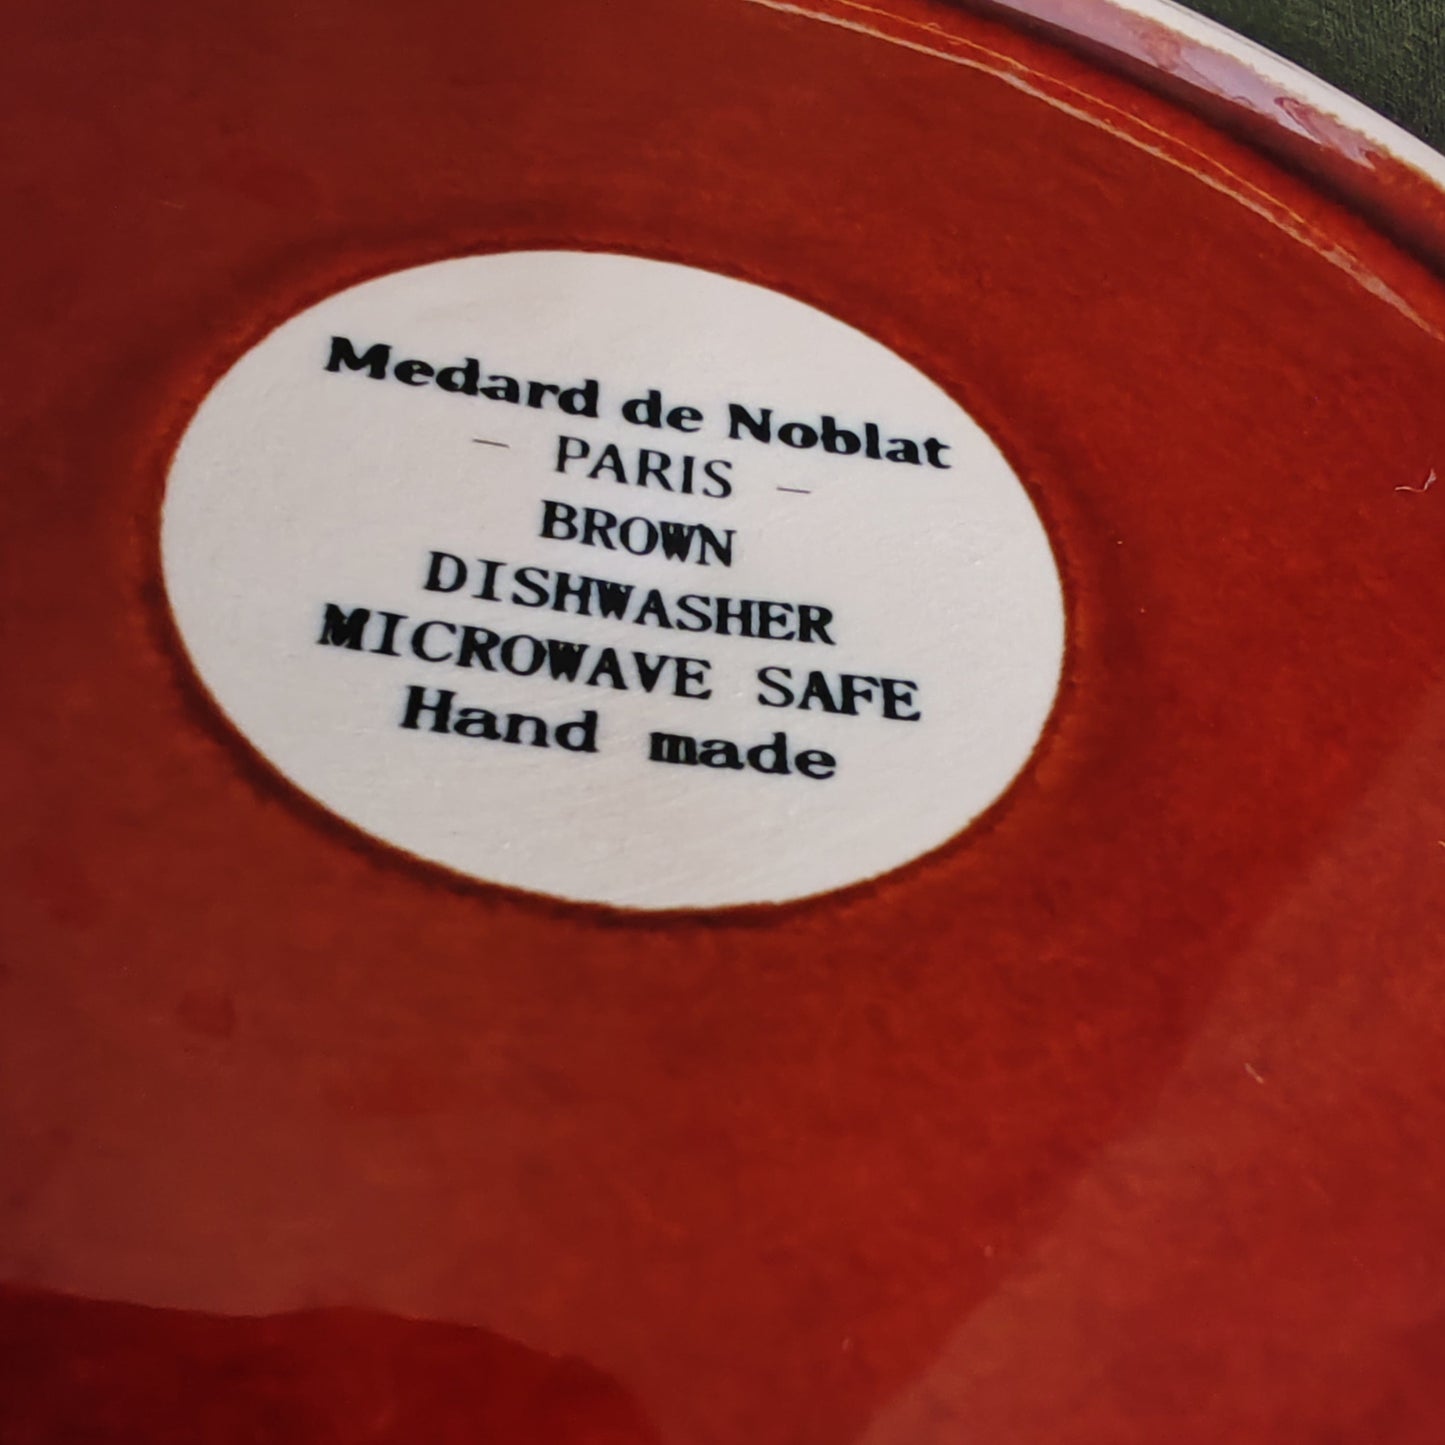 Medard de Noblat
– PARIS –
BROWN
DISHWASHER
MICROWAVE SAFE
Hand made